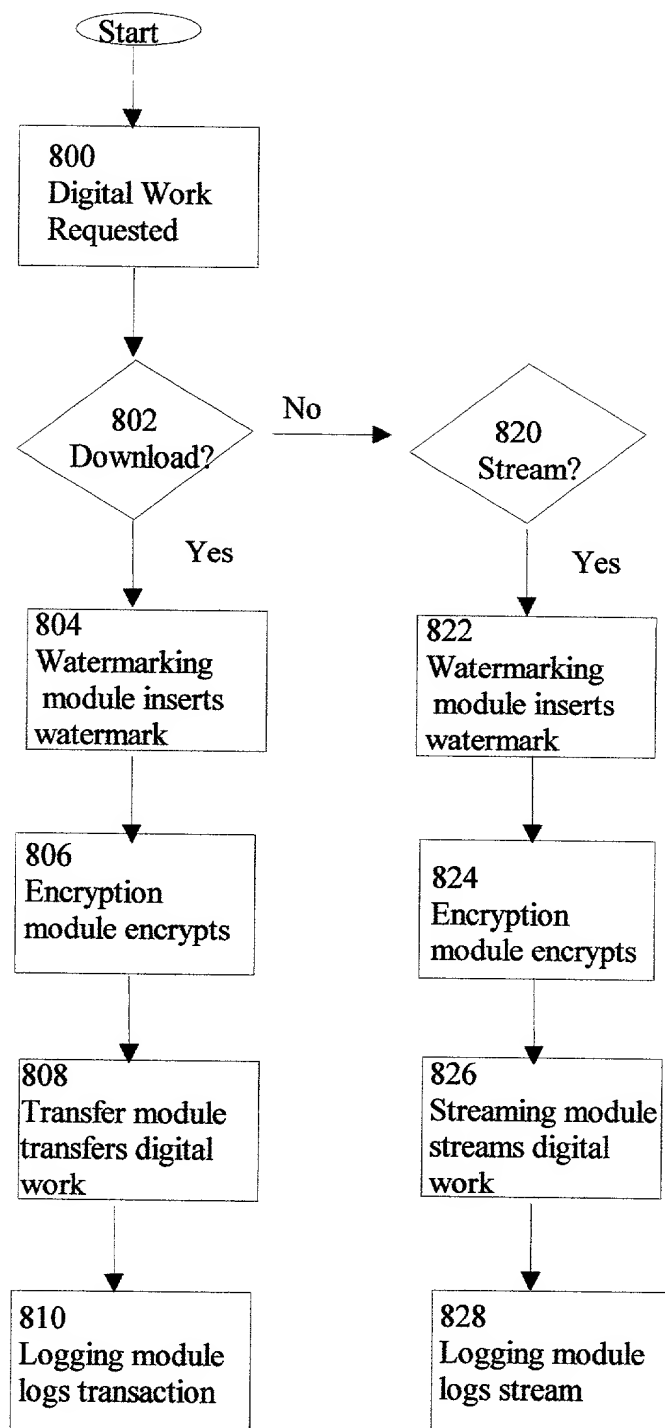 Start
800
Digital Work
Requested
802
Download?
No
820
Stream?
Yes
Yes
804
Watermarking
module inserts
watermark
822
Watermarking
module inserts
watermark
806
Encryption
module encrypts
824
Encryption
module encrypts
808
Transfer module
transfers digital
work
826
Streaming module
streams digital
work
810
Logging module
logs transaction
828
Logging module
logs stream